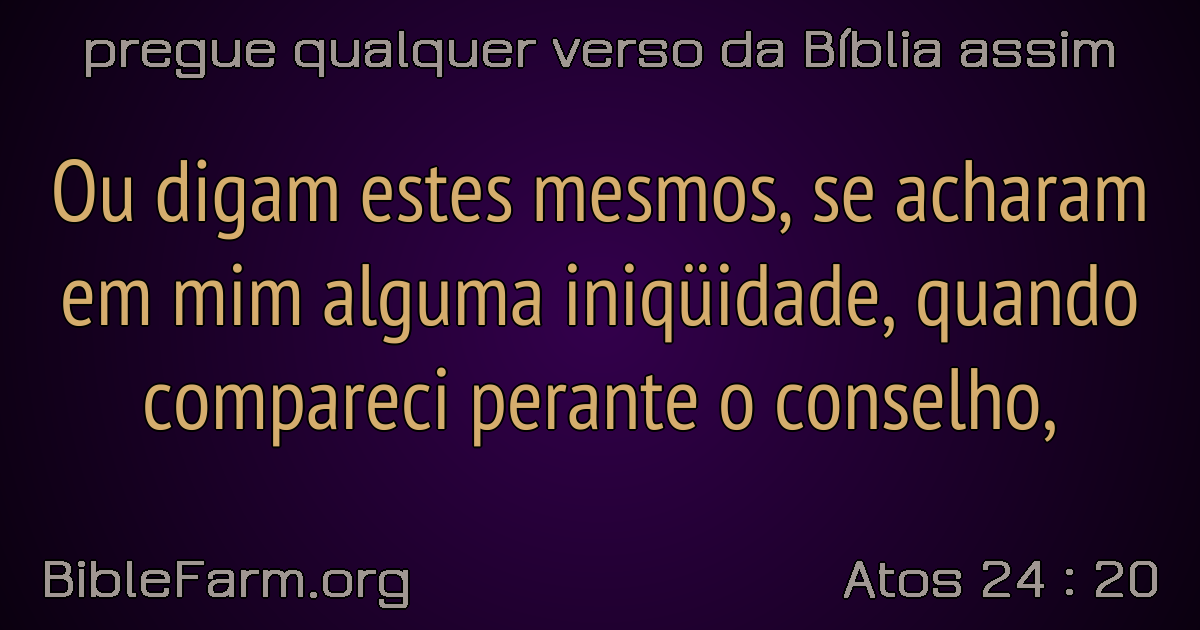 pregue qualquer verso da Bíblia assim
Ou digam estes mesmos, se acharam
em mim alguma iniqüidade, quando
compareci perante o conselho,
BibleFarm.org
Atos 24 : 20